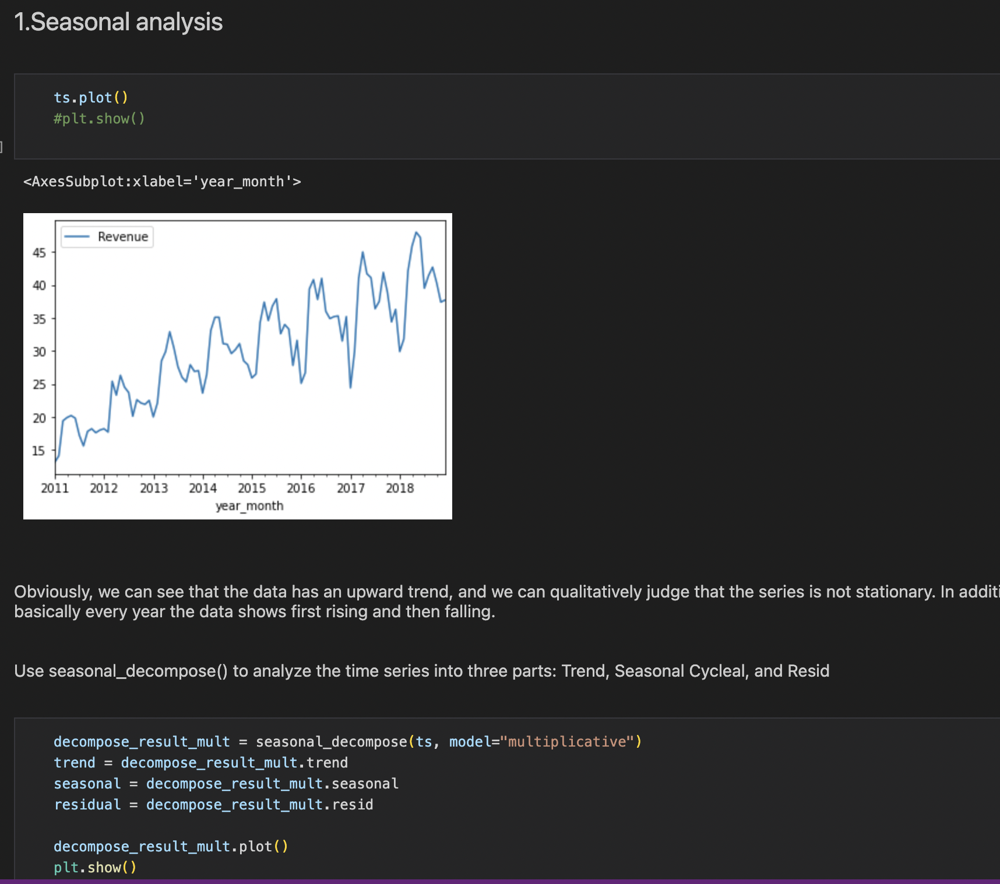 1.Seasonal analysis
ts.plot()
#plt.show()
]
<AxesSubplot:xlabel='year_month'>
Revenue
45
40
35
30
25
20
15
2011 2012 2013 2014 2015 2016 2017 2018
year_month
Obviously, we can see that the data has an upward trend, and we can qualitatively judge that the series is not stationary. In additi
basically every year the data shows first rising and then falling.
Use seasonal_decompose() to analyze the time series into three parts: Trend, Seasonal Cycleal, and Resid
decompose_result_mult = seasonal_decompose(ts, model="multiplicative")
trend = decompose_result_mult.trend
seasonal = decompose_result_mult.seasonal
residual = decompose_result_mult.resid
decompose_result_mult.plot()
plt.show()